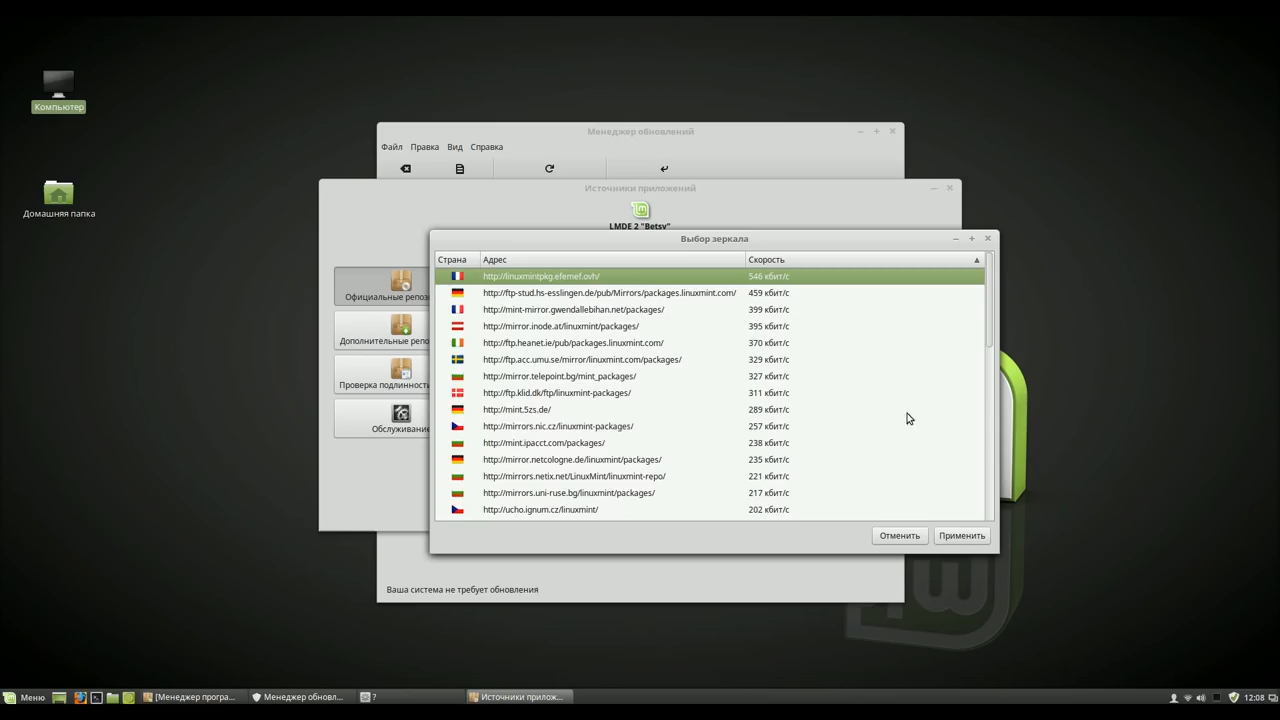 Компьютер
Домашняя папка
Менеджер обновлений
Файл Правка Вид Справка
Источники приложений
LMDE 2 "Betsy"
Официальные репоз
Дополнительные репо
Проверка подлинност
Обслуживание
Выбор зеркала
Страна Адрес Скорость
http://linuxmintpkg.efemef.ovh/ 546 кбит/с
http://ftp-stud.hs-esslingen.de/pub/Mirrors/packages.linuxmint.com/ 459 кбит/с
http://mint-mirror.gwendallebihan.net/packages/ 399 кбит/с
http://mirror.inode.at/linuxmint/packages/ 395 кбит/с
http://ftp.heanet.ie/pub/packages.linuxmint.com/ 370 кбит/с
http://ftp.acc.umu.se/mirror/linuxmint.com/packages/ 329 кбит/с
http://mirror.telepoint.bg/mint_packages/ 327 кбит/с
http://ftp.klid.dk/ftp/linuxmint-packages/ 311 кбит/с
http://mint.5zs.de/ 289 кбит/с
http://mirrors.nic.cz/linuxmint-packages/ 257 кбит/с
http://mint.ipacct.com/packages/ 238 кбит/с
http://mirror.netcologne.de/linuxmint/packages/ 235 кбит/с
http://mirrors.netix.net/LinuxMint/linuxmint-repo/ 221 кбит/с
http://mirrors.uni-ruse.bg/linuxmint/packages/ 217 кбит/с
http://ucho.ignum.cz/linuxmint/ 202 кбит/с
Отменить Применить
Ваша система не требует обновления
Меню [Менеджер програ... Менеджер обновл... ? Источники прилож... 12:08